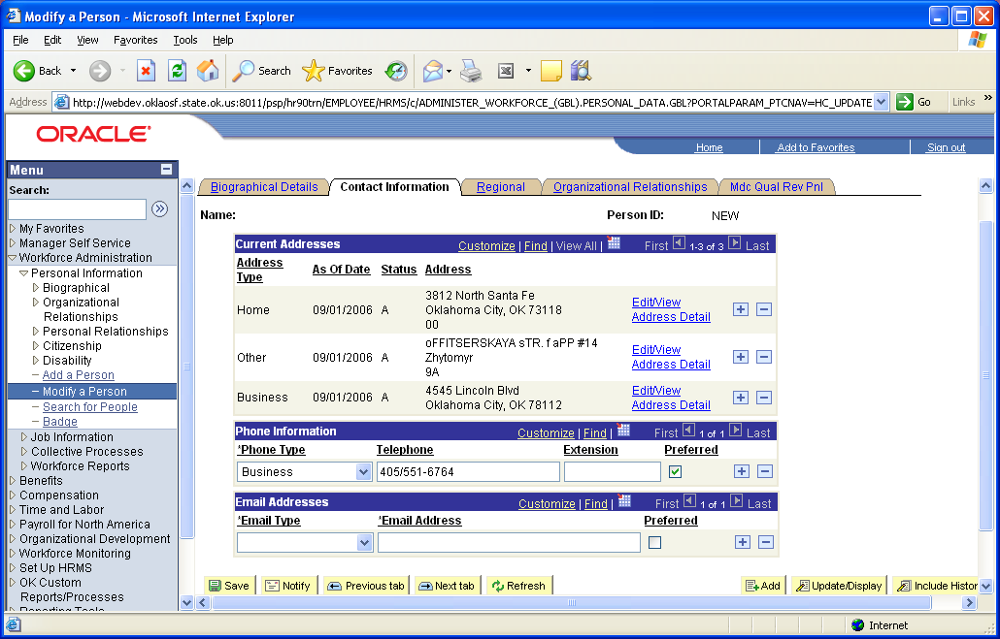 Modify a Person - Microsoft Internet Explorer
File Edit View Favorites Tools Help
Back Search Favorites
Address http://webdev.oklaosf.state.ok.us:8011/psp/hr90trn/EMPLOYEE/HRMS/c/ADMINISTER_WORKFORCE_(GBL).PERSONAL_DATA.GBL?PORTALPARAM_PTCNAV=HC_UPDATE Go Links »
ORACLE®
Home Add to Favorites Sign out
Menu
Search:
My Favorites
Manager Self Service
Workforce Administration
Personal Information
Biographical
Organizational
Relationships
Personal Relationships
Citizenship
Disability
Add a Person
Modify a Person
Search for People
Badge
Job Information
Collective Processes
Workforce Reports
Benefits
Compensation
Time and Labor
Payroll for North America
Organizational Development
Workforce Monitoring
Set Up HRMS
OK Custom
Reports/Processes
Reporting Tools
Biographical Details Contact Information Regional Organizational Relationships Mdc Qual Rev Pnl
Name: Person ID: NEW
Current Addresses Customize | Find | View All | First 1-3 of 3 Last
Address Type As Of Date Status Address
Home 09/01/2006 A 3812 North Santa Fe
Oklahoma City, OK 73118
00
Edit/View
Address Detail
Other 09/01/2006 A oFFITSERSKAYA sTR. f aPP #14
Zhytomyr
9A
Edit/View
Address Detail
Business 09/01/2006 A 4545 Lincoln Blvd
Oklahoma City, OK 78112
Edit/View
Address Detail
Phone Information Customize | Find | First 1 of 1 Last
*Phone Type Telephone Extension Preferred
Business 405/551-6764
Email Addresses Customize | Find | First 1 of 1 Last
*Email Type *Email Address Preferred
Save Notify Previous tab Next tab Refresh Add Update/Display Include Histor
Internet